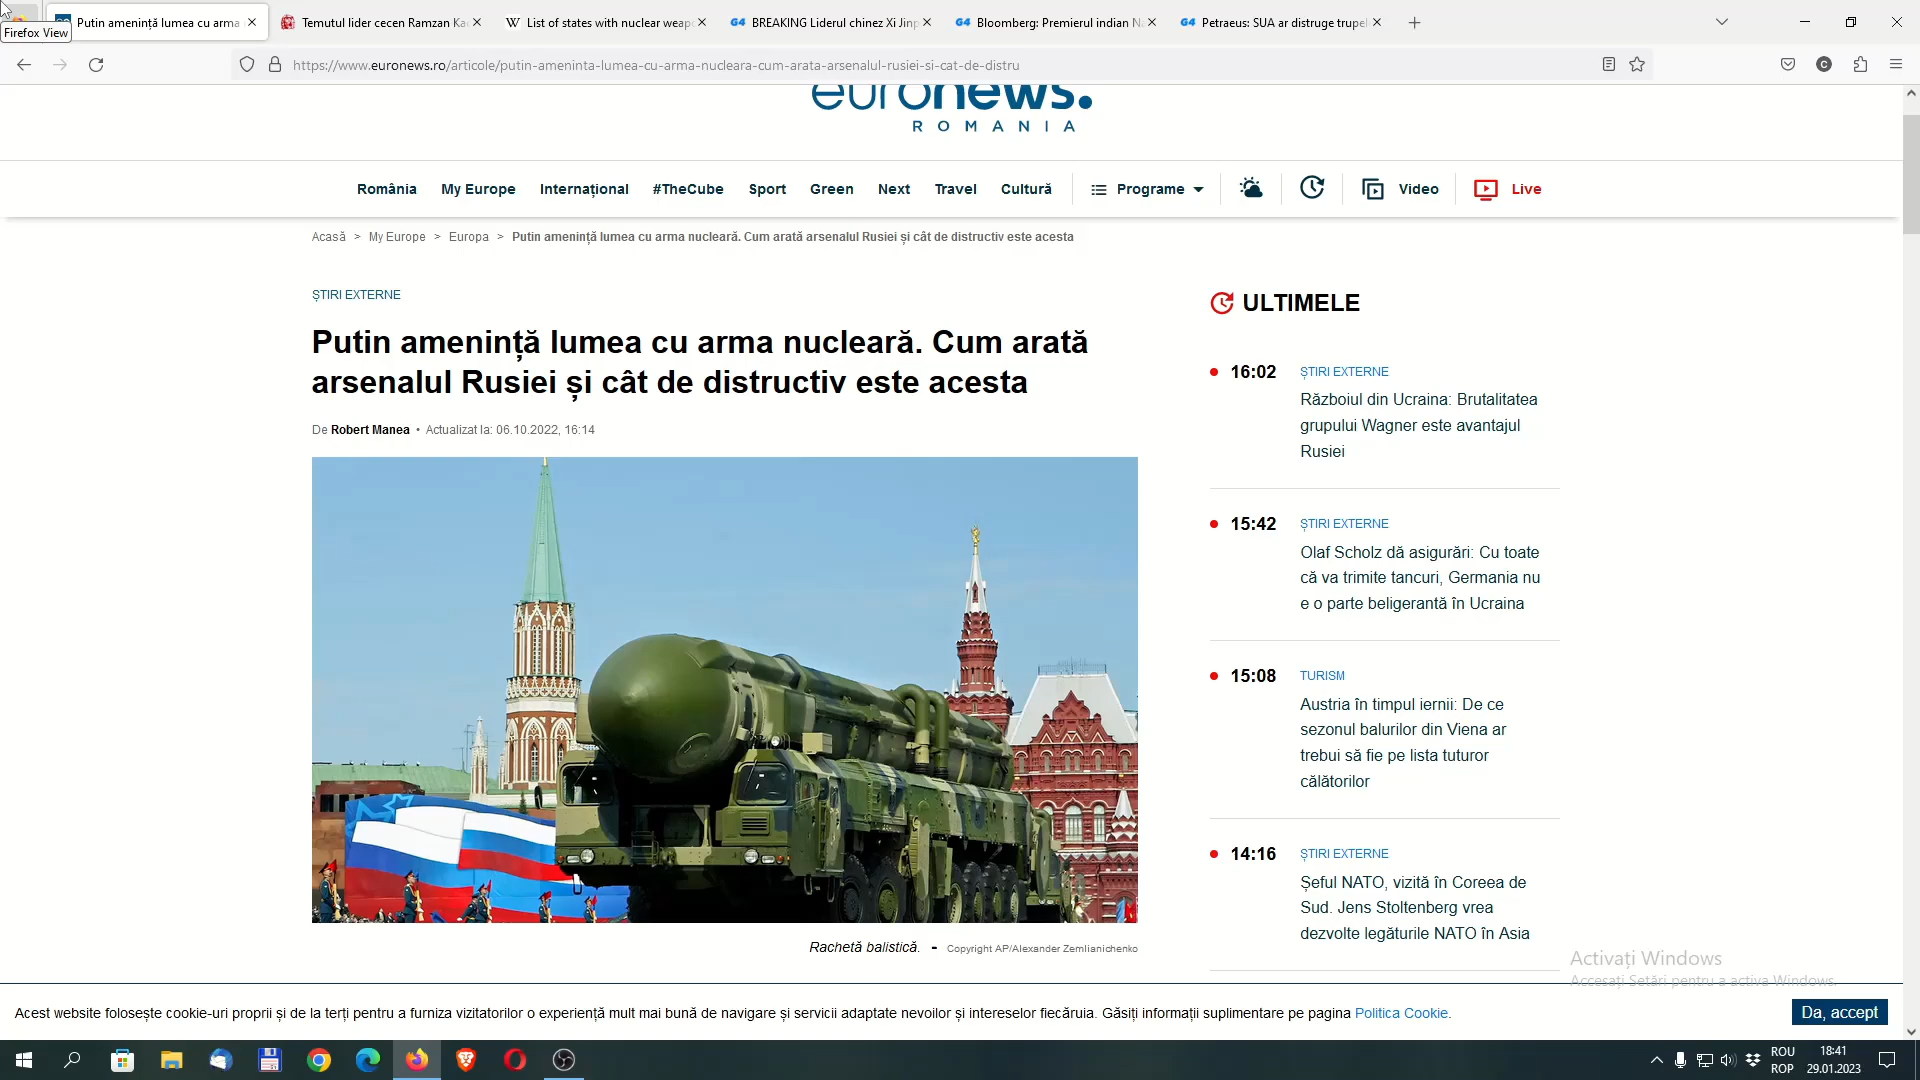 Putin amenință lumea cu arma
Temutul lider cecen Ramzan Kad
List of states with nuclear weapo
G4 BREAKING Liderul chinez Xi Jinp
G4 Bloomberg: Premierul indian Na
G4 Petraeus: SUA ar distruge trupel
Firefox View
https://www.euronews.ro/articole/putin-ameninta-lumea-cu-arma-nucleara-cum-arata-arsenalul-rusiei-si-cat-de-distru
euronews.
ROMANIA
România My Europe Internațional #TheCube Sport Green Next Travel Cultură Programe Video Live
Acasă > My Europe > Europa > Putin amenință lumea cu arma nucleară. Cum arată arsenalul Rusiei și cât de distructiv este acesta
ȘTIRI EXTERNE
Putin amenință lumea cu arma nucleară. Cum arată
arsenalul Rusiei și cât de distructiv este acesta
De Robert Manea • Actualizat la: 06.10.2022, 16:14
Rachetă balistică. - Copyright AP/Alexander Zemlianichenko
ULTIMELE
16:02 ȘTIRI EXTERNE
Războiul din Ucraina: Brutalitatea
grupului Wagner este avantajul
Rusiei
15:42 ȘTIRI EXTERNE
Olaf Scholz dă asigurări: Cu toate
că va trimite tancuri, Germania nu
e o parte beligerantă în Ucraina
15:08 TURISM
Austria în timpul iernii: De ce
sezonul balurilor din Viena ar
trebui să fie pe lista tuturor
călătorilor
14:16 ȘTIRI EXTERNE
Șeful NATO, vizită în Coreea de
Sud. Jens Stoltenberg vrea
dezvolte legăturile NATO în Asia
Activați Windows
Accesați Setări pentru a activa Windows.
Acest website folosește cookie-uri proprii și de la terți pentru a furniza vizitatorilor o experiență mult mai bună de navigare și servicii adaptate nevoilor și intereselor fiecăruia. Găsiți informații suplimentare pe pagina Politica Cookie.
Da, accept
ROU
ROP
18:41
29.01.2023